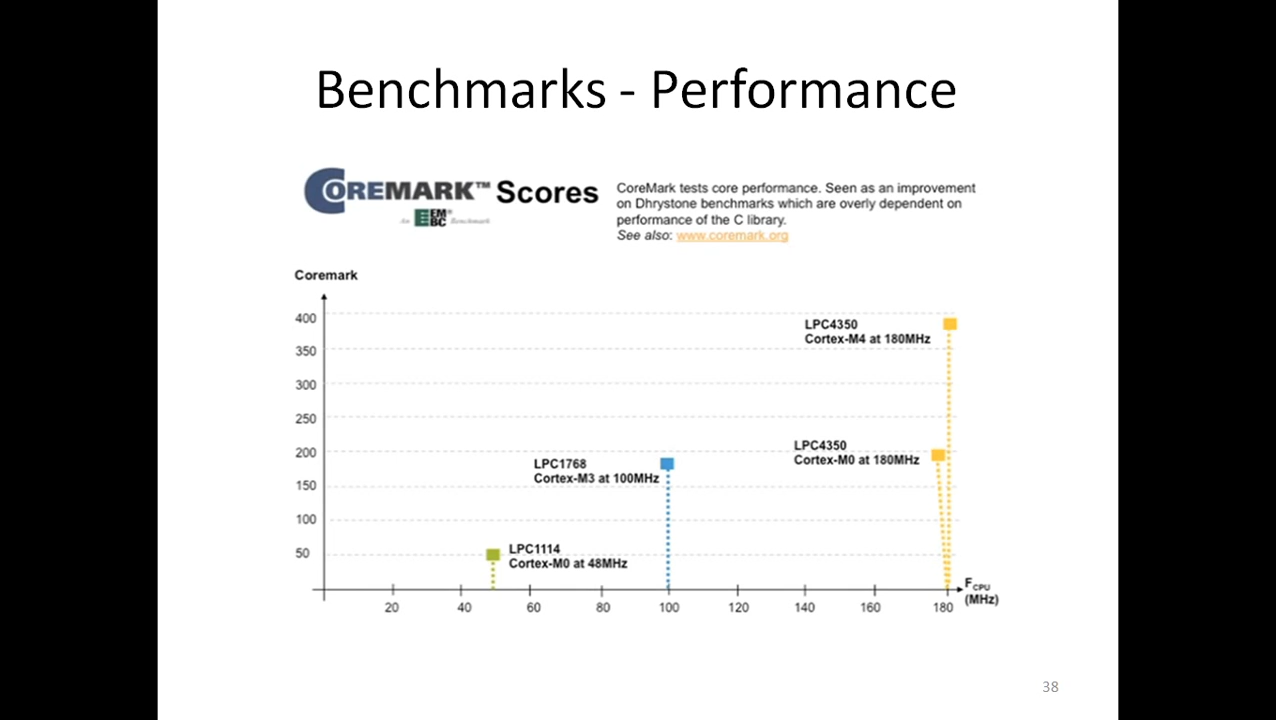 Benchmarks - Performance
COREMARK™ Scores
An EEMBC® Benchmark
CoreMark tests core performance. Seen as an improvement
on Dhrystone benchmarks which are overly dependent on
performance of the C library.
See also: www.coremark.org
Coremark
400
LPC4350
Cortex-M4 at 180MHz
350
300
250
200
LPC4350
Cortex-M0 at 180MHz
LPC1768
Cortex-M3 at 100MHz
150
100
50
LPC1114
Cortex-M0 at 48MHz
FCPU
(MHz)
20 40 60 80 100 120 140 160 180
38